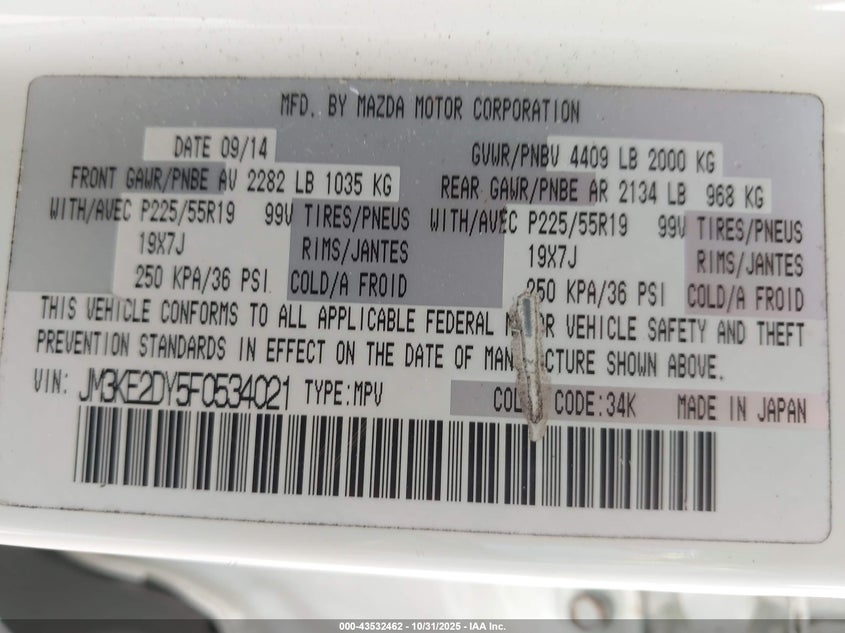 MFD. BY MAZDA MOTOR CORPORATION
DATE 09/14 GVWR/PNBV 4409 LB 2000 KG
FRONT GAWR/PNBE AV 2282 LB 1035 KG REAR GAWR/PNBE AR 2134 LB 968 KG
WITH/AVEC P225/55R19 99V TIRES/PNEUS WITH/AVEC P225/55R19 99V TIRES/PNEUS
19X7J RIMS/JANTES 19X7J RIMS/JANTES
250 KPA/36 PSI COLD/A FROID 250 KPA/36 PSI COLD/A FROID
THIS VEHICLE CONFORMS TO ALL APPLICABLE FEDERAL M R VEHICLE SAFETY AND THEFT
PREVENTION STANDARDS IN EFFECT ON THE DATE OF MAN CTURE SHOWN ABOVE.
VIN: JM3KE2DY5F0534021 TYPE:MPV COL CODE:34K MADE IN JAPAN
000-43532462 - 10/31/2025 - IAA Inc.